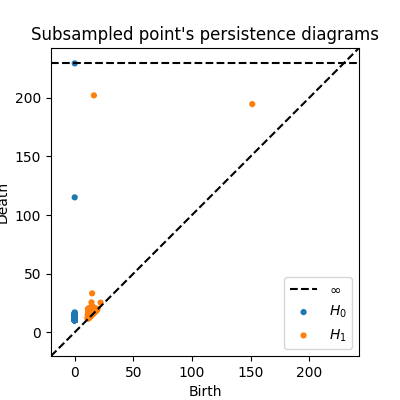 Subsampled point's persistence diagrams
Death
200
150
100
50
0
0 50 100 150 200
Birth
∞
H₀
H₁